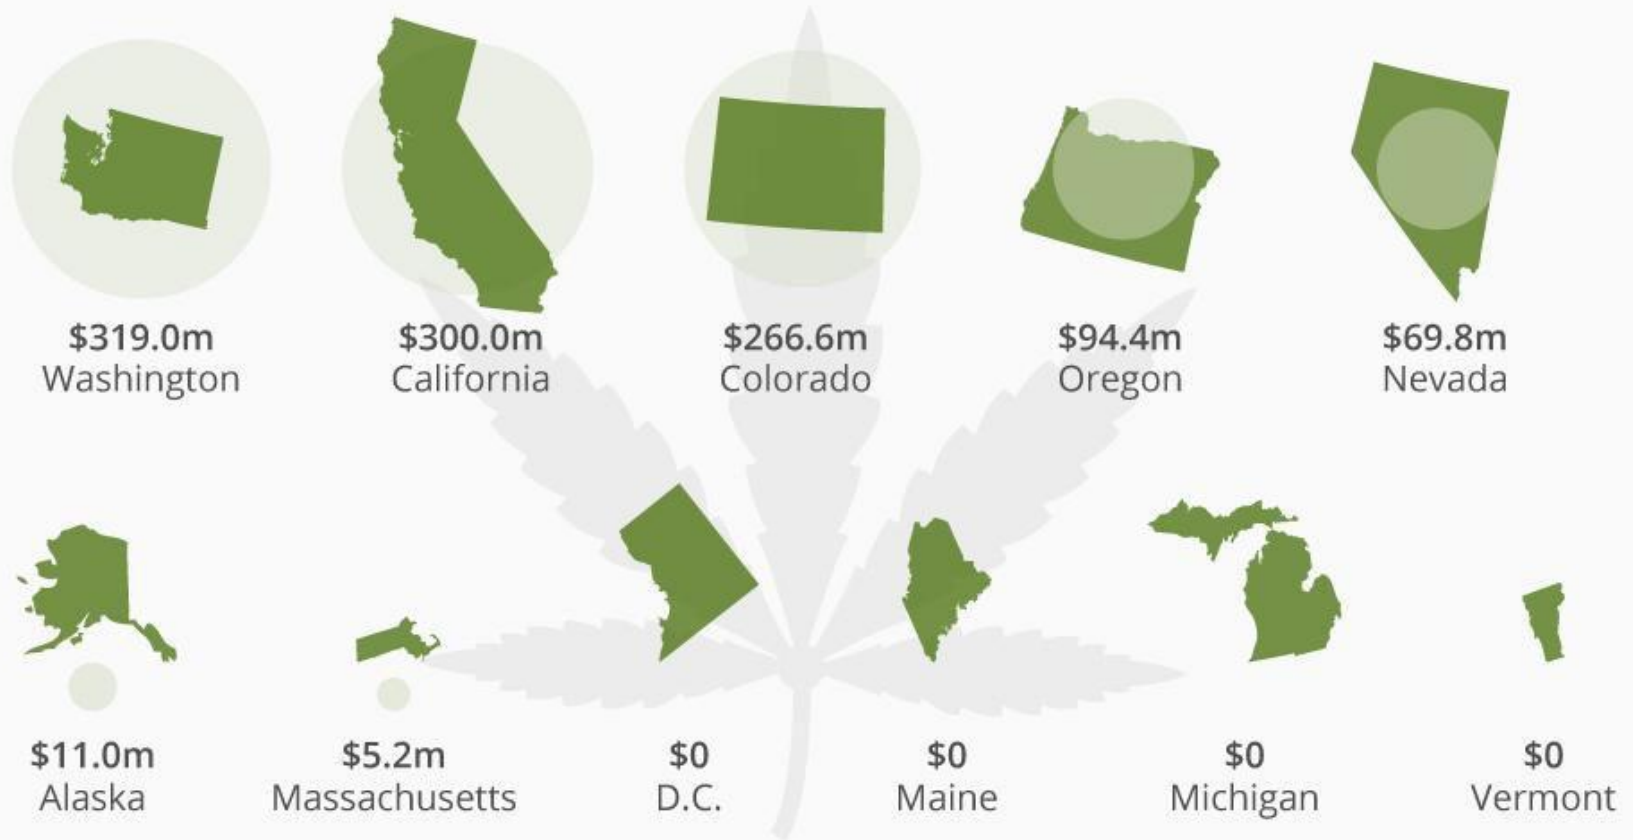 $319.0m
Washington
$300.0m
California
$266.6m
Colorado
$94.4m
Oregon
$69.8m
Nevada
$11.0m
Alaska
$5.2m
Massachusetts
$0
D.C.
$0
Maine
$0
Michigan
$0
Vermont